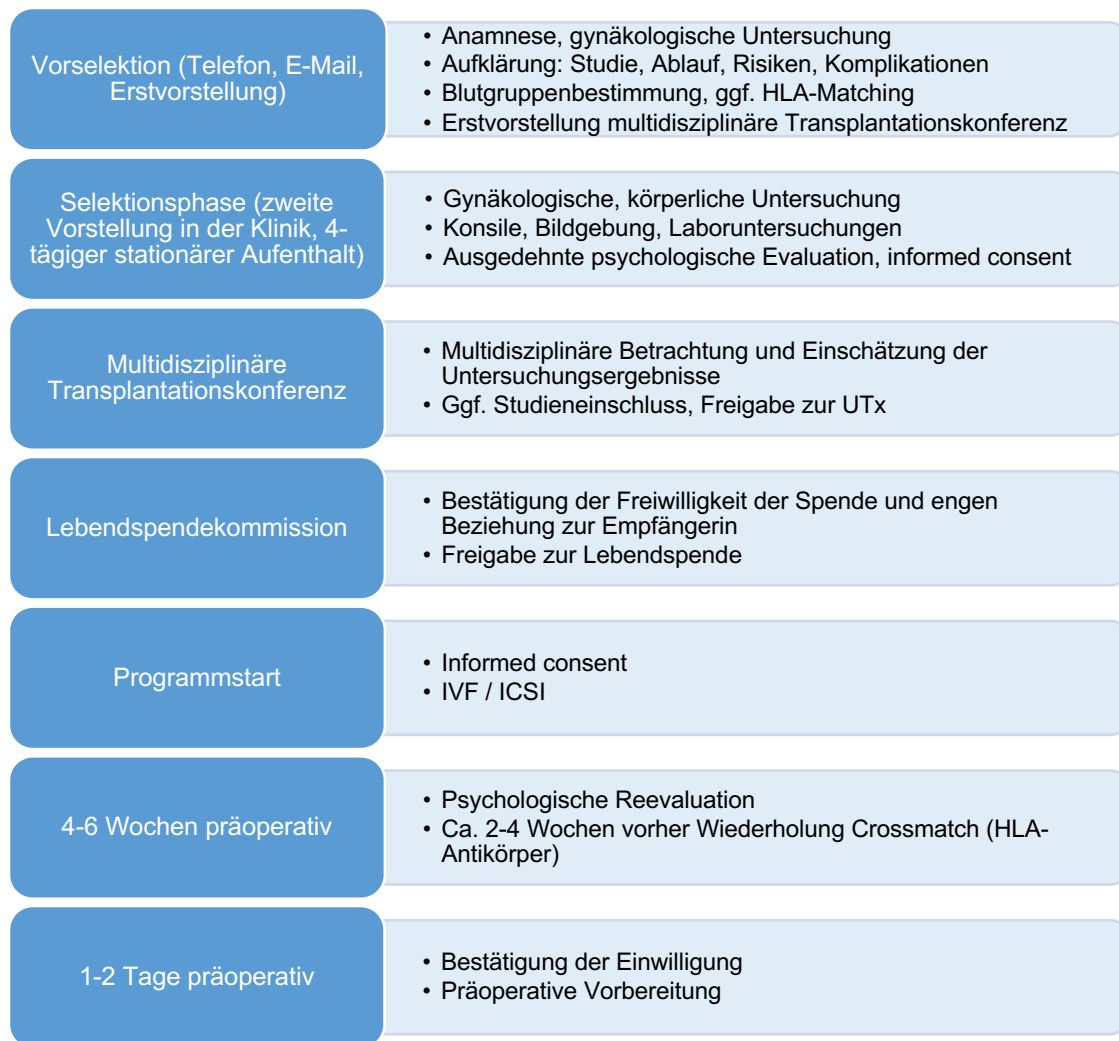 Vorselektion (Telefon, E-Mail,
Erstvorstellung)
• Anamnese, gynäkologische Untersuchung
• Aufklärung: Studie, Ablauf, Risiken, Komplikationen
• Blutgruppenbestimmung, ggf. HLA-Matching
• Erstvorstellung multidisziplinäre Transplantationskonferenz
Selektionsphase (zweite
Vorstellung in der Klinik, 4-
tägiger stationärer Aufenthalt)
• Gynäkologische, körperliche Untersuchung
• Konsile, Bildgebung, Laboruntersuchungen
• Ausgedehnte psychologische Evaluation, informed consent
Multidisziplinäre
Transplantationskonferenz
• Multidisziplinäre Betrachtung und Einschätzung der
Untersuchungsergebnisse
• Ggf. Studieneinschluss, Freigabe zur UTx
Lebendspendekommission
• Bestätigung der Freiwilligkeit der Spende und engen
Beziehung zur Empfängerin
• Freigabe zur Lebendspende
Programmstart
• Informed consent
• IVF / ICSI
4-6 Wochen präoperativ
• Psychologische Reevaluation
• Ca. 2-4 Wochen vorher Wiederholung Crossmatch (HLA-
Antikörper)
1-2 Tage präoperativ
• Bestätigung der Einwilligung
• Präoperative Vorbereitung